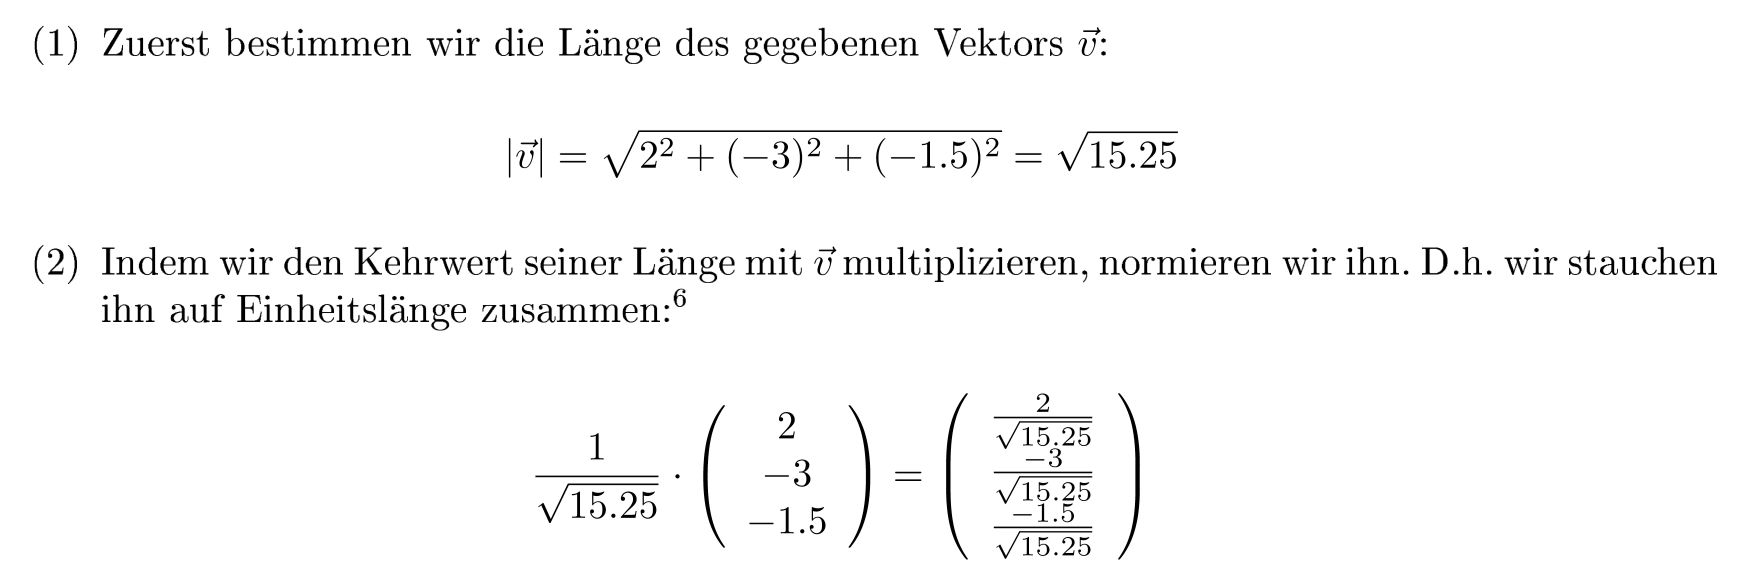 (1) Zuerst bestimmen wir die Länge des gegebenen Vektors $\vec{v}$:
$|\vec{v}| = \sqrt{2^2 + (-3)^2 + (-1.5)^2} = \sqrt{15.25}$
(2) Indem wir den Kehrwert seiner Länge mit $\vec{v}$ multiplizieren, normieren wir ihn. D.h. wir stauchen
ihn auf Einheitslänge zusammen:$^6$
$\frac{1}{\sqrt{15.25}} \cdot \begin{pmatrix} 2 \\ -3 \\ -1.5 \end{pmatrix} = \begin{pmatrix} \frac{2}{\sqrt{15.25}} \\ \frac{-3}{\sqrt{15.25}} \\ \frac{-1.5}{\sqrt{15.25}} \end{pmatrix}$